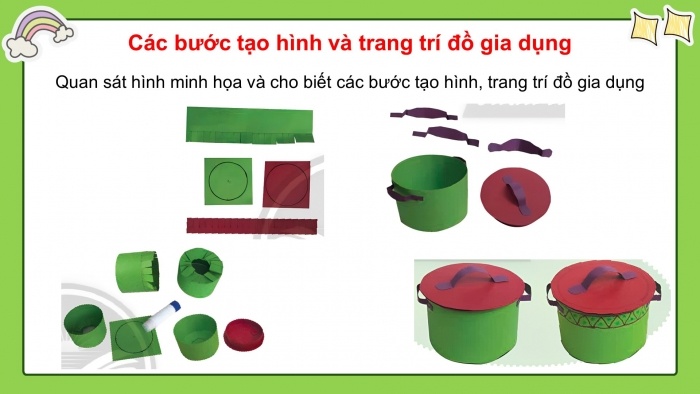 Các bước tạo hình và trang trí đồ gia dụng
Quan sát hình minh họa và cho biết các bước tạo hình, trang trí đồ gia dụng